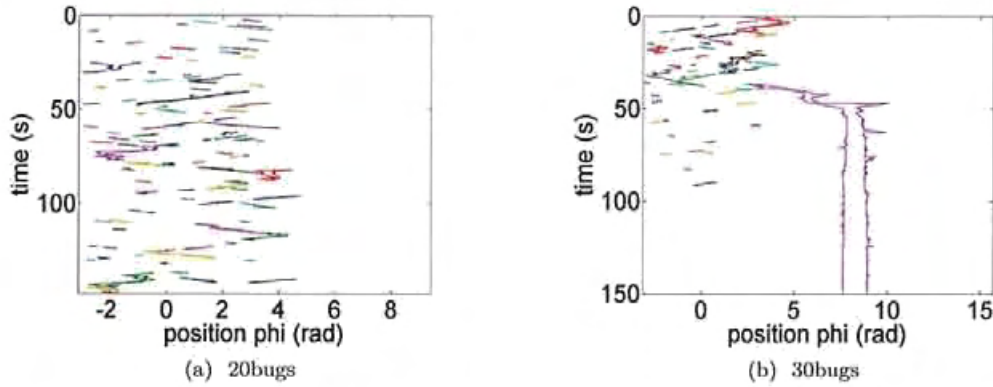 0
50
100
time (s)
-2 0 2 4 6 8
position phi (rad)
(a) 20bugs
0
50
100
150
time (s)
0 5 10 15
position phi (rad)
(b) 30bugs